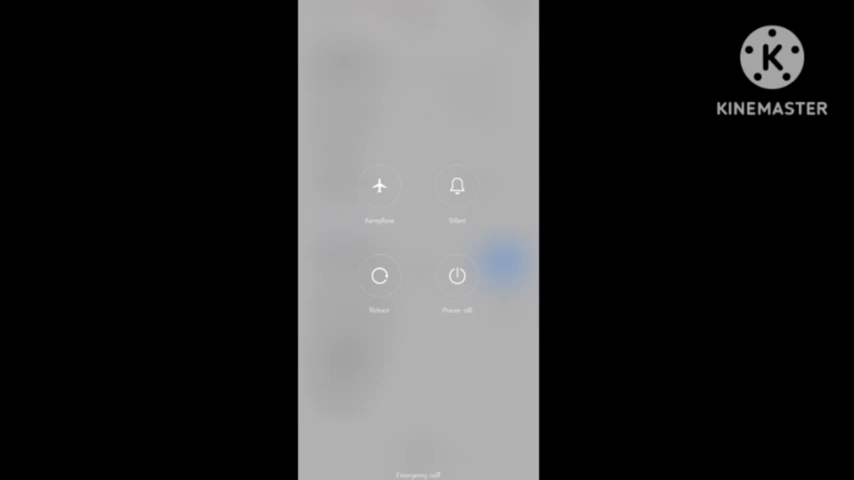 KINEMASTER
Aeroplane
Silent
Reboot
Power off
Emergency call